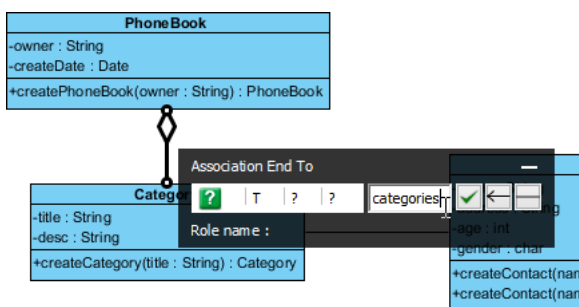 PhoneBook
-owner : String
-createDate : Date
+createPhoneBook(owner : String) : PhoneBook
Association End To
? T ? ? categories
Role name :
-title : String
-desc : String
+createCategory(title : String) : Category
-age : int
-gender : char
+createContact(nam
+createContact(nam